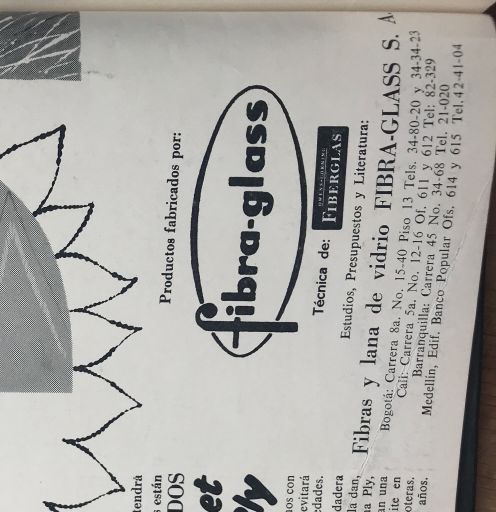 Productos fabricados por:
fibra-glass
Técnica de:
OWENS-CORNING
FIBERGLAS
Estudios, Presupuestos y Literatura:
Fibras y lana de vidrio FIBRA-GLASS S. A
Bogotá: Carrera 8a. No. 15-40 Piso 13 Tels. 34-80-20 y 34-34-23
Cali: Carrera 5a. No. 12-16 Of. 611 y 612 Tel: 82-329
Barranquilla: Carrera 45 No. 34-68 Tel. 21-020
Medellín, Edif. Banco Popular Ofs. 614 y 615 Tel. 42-41-04
tendrá
s están
DOS
et
Ply
nos con
evitará
edades.
dadera
la dan,
na Ply,
an una
ite en
oteras.
años.